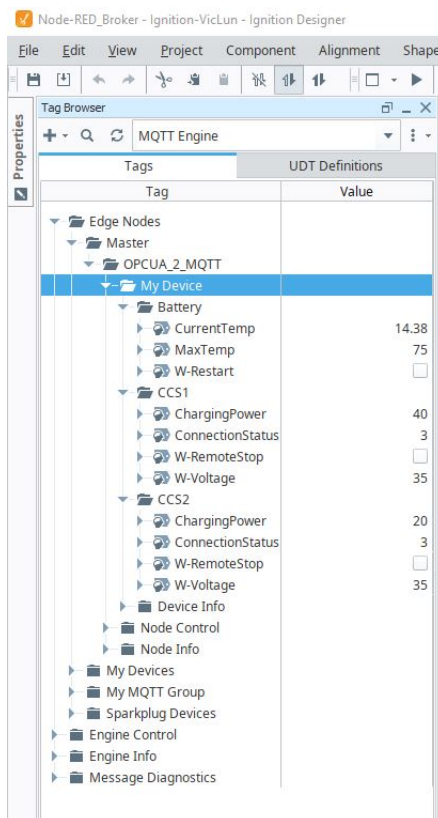 Node-RED_Broker - Ignition-VicLun - Ignition Designer
File Edit View Project Component Alignment Shape
Tag Browser
MQTT Engine
Properties
Tags UDT Definitions
Tag Value
Edge Nodes
Master
OPCUA_2_MQTT
My Device
Battery
CurrentTemp 14.38
MaxTemp 75
W-Restart
CCS1
ChargingPower 40
ConnectionStatus 3
W-RemoteStop
W-Voltage 35
CCS2
ChargingPower 20
ConnectionStatus 3
W-RemoteStop
W-Voltage 35
Device Info
Node Control
Node Info
My Devices
My MQTT Group
Sparkplug Devices
Engine Control
Engine Info
Message Diagnostics